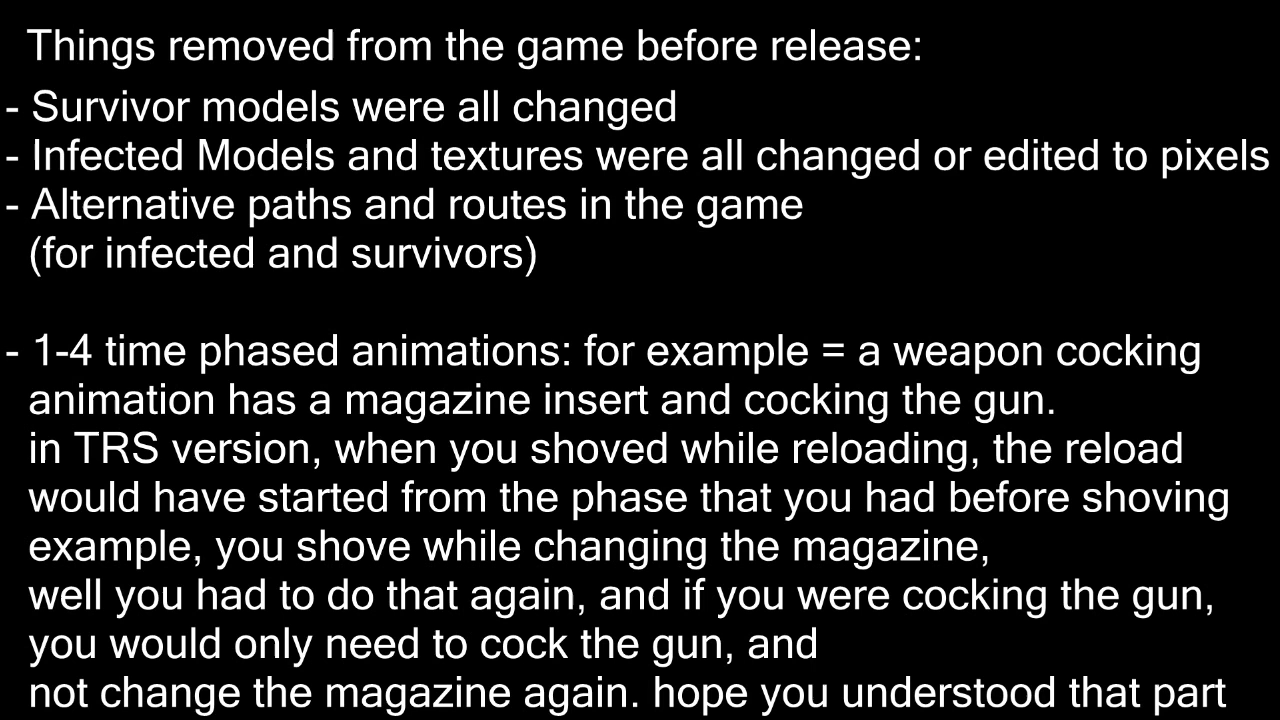 Things removed from the game before release:
- Survivor models were all changed
- Infected Models and textures were all changed or edited to pixels
- Alternative paths and routes in the game
(for infected and survivors)
- 1-4 time phased animations: for example = a weapon cocking
animation has a magazine insert and cocking the gun.
in TRS version, when you shoved while reloading, the reload
would have started from the phase that you had before shoving
example, you shove while changing the magazine,
well you had to do that again, and if you were cocking the gun,
you would only need to cock the gun, and
not change the magazine again. hope you understood that part